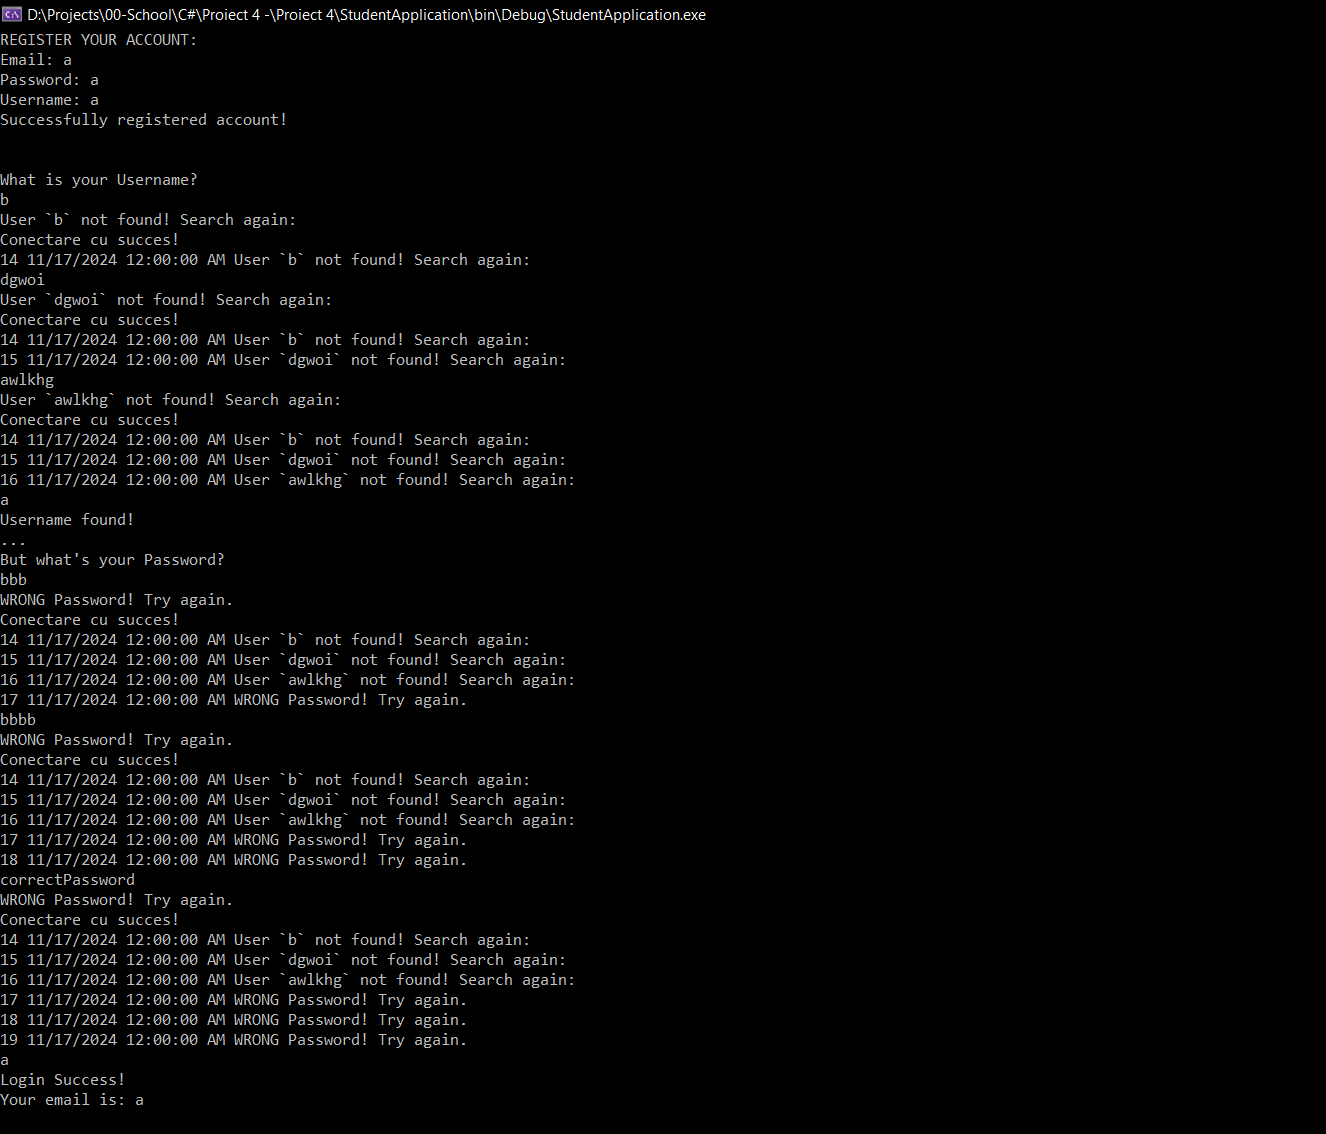 D:\Projects\00-School\C#\Proiect 4 -\Proiect 4\StudentApplication\bin\Debug\StudentApplication.exe
REGISTER YOUR ACCOUNT:
Email: a
Password: a
Username: a
Successfully registered account!
What is your Username?
b
User `b` not found! Search again:
Conectare cu succes!
14 11/17/2024 12:00:00 AM User `b` not found! Search again:
dgwoi
User `dgwoi` not found! Search again:
Conectare cu succes!
14 11/17/2024 12:00:00 AM User `b` not found! Search again:
15 11/17/2024 12:00:00 AM User `dgwoi` not found! Search again:
awlkhg
User `awlkhg` not found! Search again:
Conectare cu succes!
14 11/17/2024 12:00:00 AM User `b` not found! Search again:
15 11/17/2024 12:00:00 AM User `dgwoi` not found! Search again:
16 11/17/2024 12:00:00 AM User `awlkhg` not found! Search again:
a
Username found!
...
But what's your Password?
bbb
WRONG Password! Try again.
Conectare cu succes!
14 11/17/2024 12:00:00 AM User `b` not found! Search again:
15 11/17/2024 12:00:00 AM User `dgwoi` not found! Search again:
16 11/17/2024 12:00:00 AM User `awlkhg` not found! Search again:
17 11/17/2024 12:00:00 AM WRONG Password! Try again.
bbbb
WRONG Password! Try again.
Conectare cu succes!
14 11/17/2024 12:00:00 AM User `b` not found! Search again:
15 11/17/2024 12:00:00 AM User `dgwoi` not found! Search again:
16 11/17/2024 12:00:00 AM User `awlkhg` not found! Search again:
17 11/17/2024 12:00:00 AM WRONG Password! Try again.
18 11/17/2024 12:00:00 AM WRONG Password! Try again.
correctPassword
WRONG Password! Try again.
Conectare cu succes!
14 11/17/2024 12:00:00 AM User `b` not found! Search again:
15 11/17/2024 12:00:00 AM User `dgwoi` not found! Search again:
16 11/17/2024 12:00:00 AM User `awlkhg` not found! Search again:
17 11/17/2024 12:00:00 AM WRONG Password! Try again.
18 11/17/2024 12:00:00 AM WRONG Password! Try again.
19 11/17/2024 12:00:00 AM WRONG Password! Try again.
a
Login Success!
Your email is: a